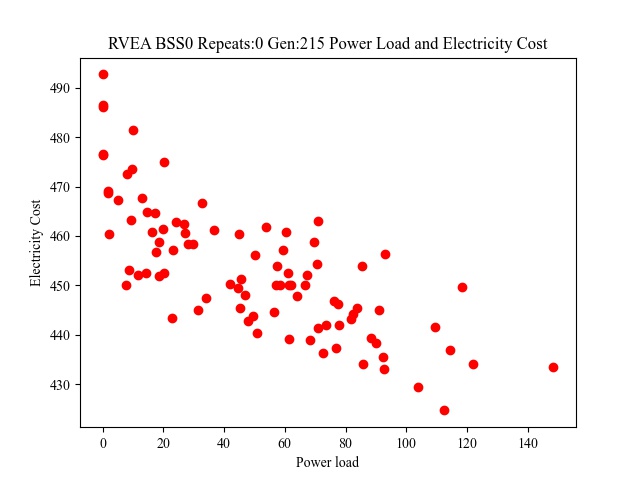 RVEA BSS0 Repeats:0 Gen:215 Power Load and Electricity Cost
490
480
470
460
450
440
430
Electricity Cost
0 20 40 60 80 100 120 140
Power load